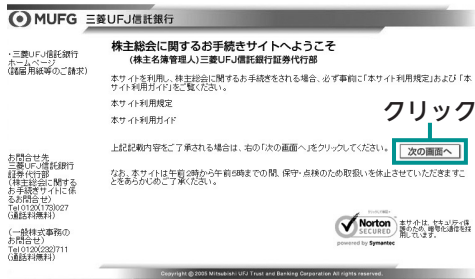 MUFG 三菱UFJ信託銀行
・三菱UFJ信託銀行
ホームページ
(諸届用紙等のご請求)
株主総会に関するお手続きサイトへようこそ
(株主名簿管理人)三菱UFJ信託銀行証券代行部
本サイトを利用し、株主総会に関するお手続きをされる場合、必ず事前に「本サイト利用規定」および「本
サイト利用ガイド」をご覧ください。
本サイト利用規定
本サイト利用ガイド
クリック
上記記載内容をご了承される場合は、右の「次の画面へ」をクリックしてください。
次の画面へ
なお、本サイトは午前2時から午前5時までの間、保守・点検のため取扱いを休止させていただきますこ
とをあらかじめご了承ください。
お問合せ先
三菱UFJ信託銀行
証券代行部
(株主総会に関する
お手続きサイトに係
るお問合せ)
Tel 0120(173)027
(通話料無料)
(一般株式事務の
お問合せ)
Tel 0120(232)711
(通話料無料)
Norton
SECURED
powered by Symantec
本サイトは、セキュリティ保
護のため、暗号化通信を採
用しています。
Copyright © 2005 Mitsubishi UFJ Trust and Banking Corporation All rights reserved.